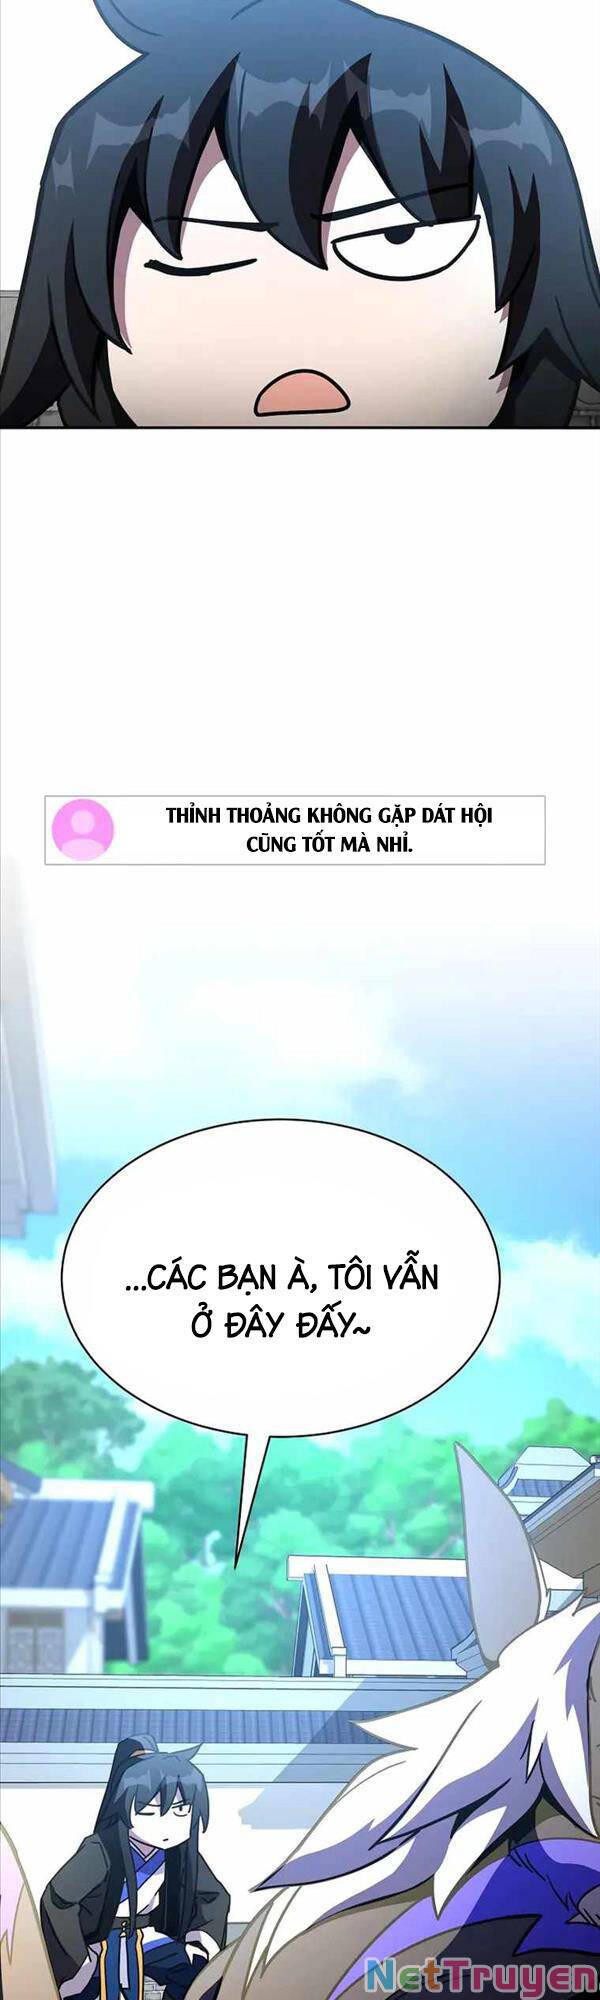 THỈNH THOẢNG KHÔNG GẶP DÁT HỘI
CŨNG TỐT MÀ NHỈ.
...CÁC BẠN À, TÔI VẪN
Ở ĐÂY ĐẤY~
NetTruyen